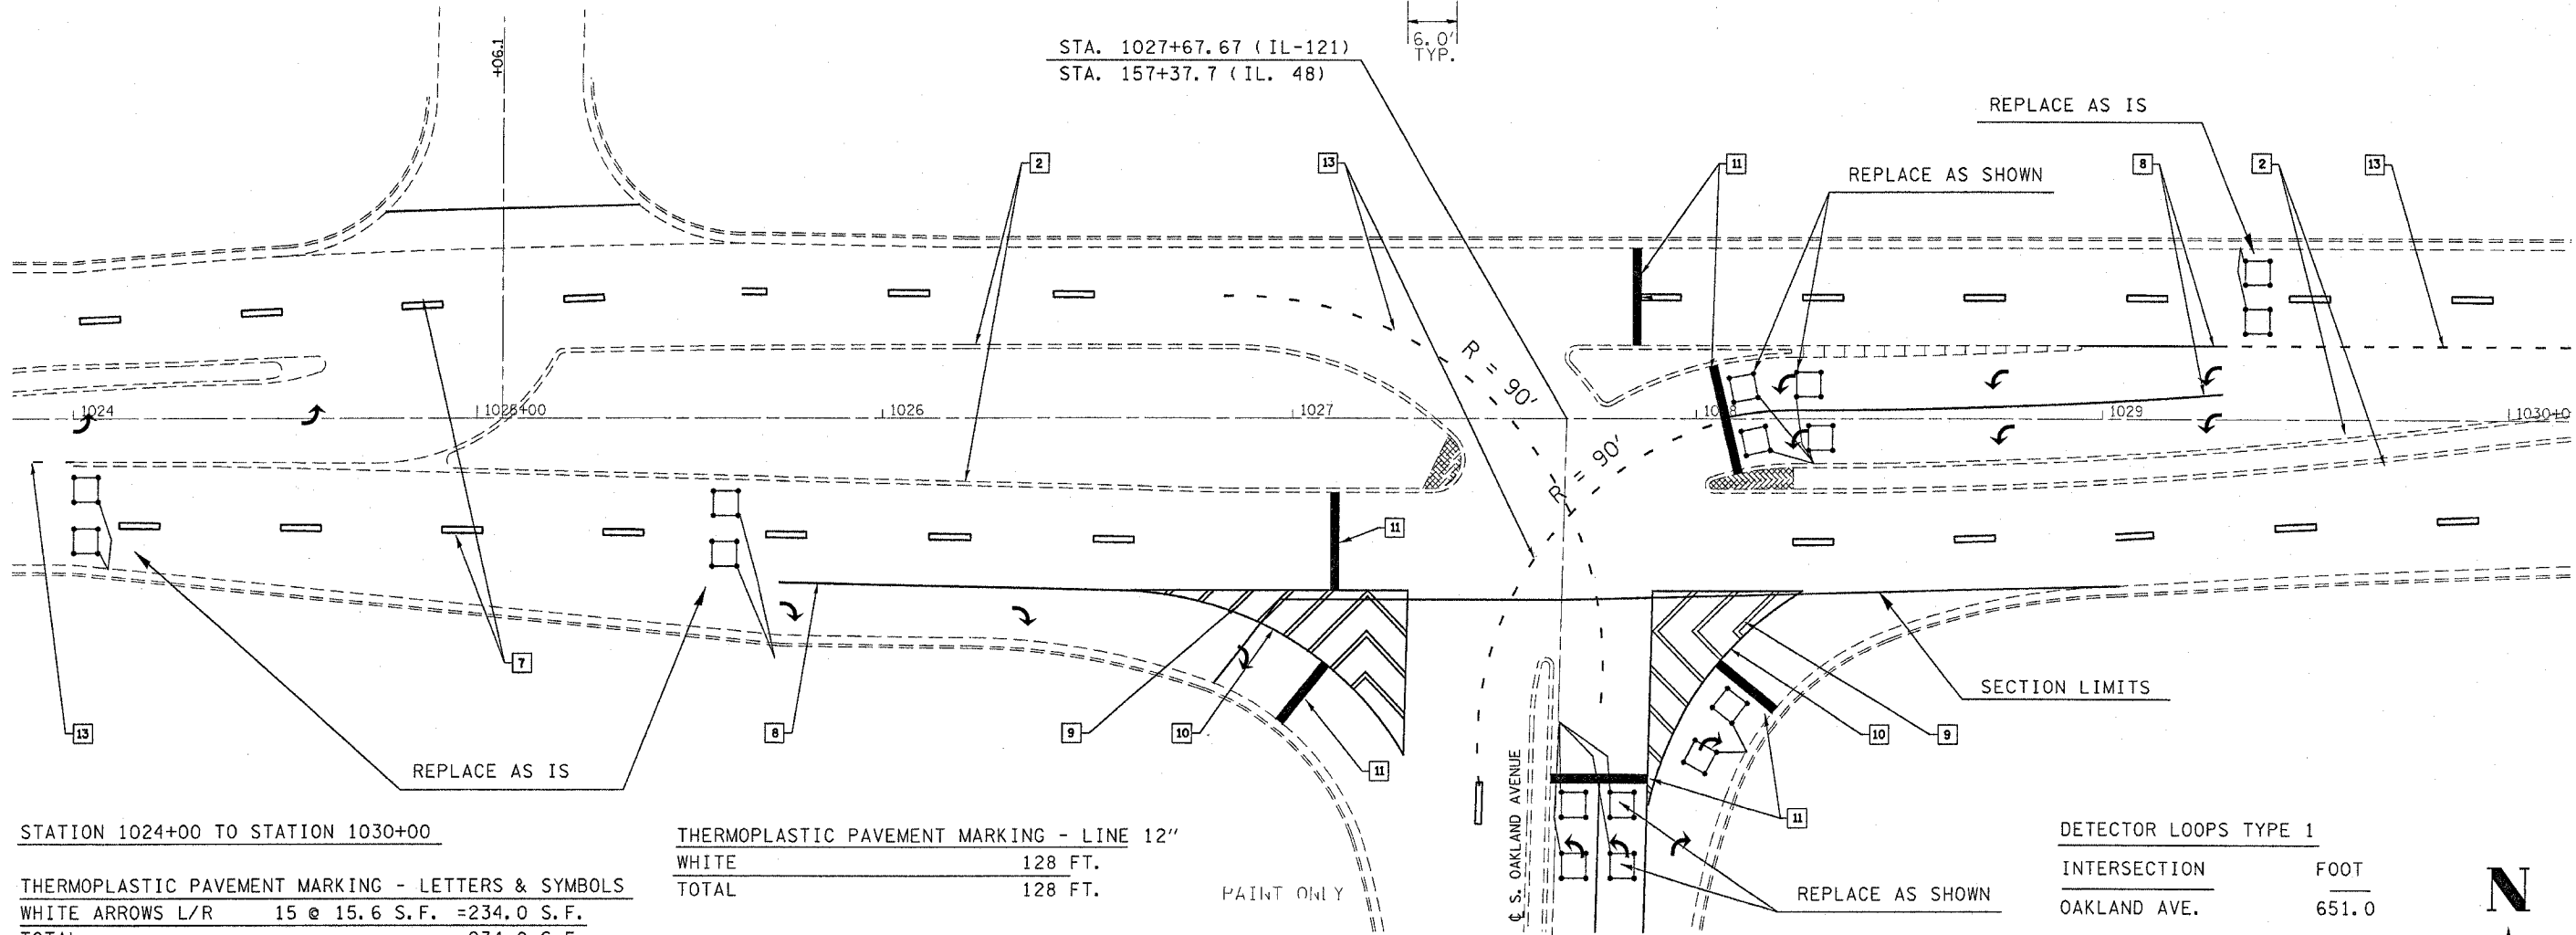 +06.1
STA. 1027+67.67 (IL-121)
STA. 157+37.7 (IL. 48)
6.0'
TYP.
REPLACE AS IS
2
13
11
REPLACE AS SHOWN
8
2
13
R = 90'
R = 90'
1024
1025+00
1026
1027
1028
1029
1030+0
11
7
13
8
9
10
11
SECTION LIMITS
10
9
11
REPLACE AS IS
℄ S. OAKLAND AVENUE
REPLACE AS SHOWN
STATION 1024+00 TO STATION 1030+00
THERMOPLASTIC PAVEMENT MARKING - LETTERS & SYMBOLS
WHITE ARROWS L/R 15 @ 15.6 S.F. =234.0 S.F.
TOTAL 234.0 S.F.
THERMOPLASTIC PAVEMENT MARKING - LINE 12"
WHITE 128 FT.
TOTAL 128 FT.
PAINT ONLY
DETECTOR LOOPS TYPE 1
INTERSECTION FOOT
OAKLAND AVE. 651.0
N